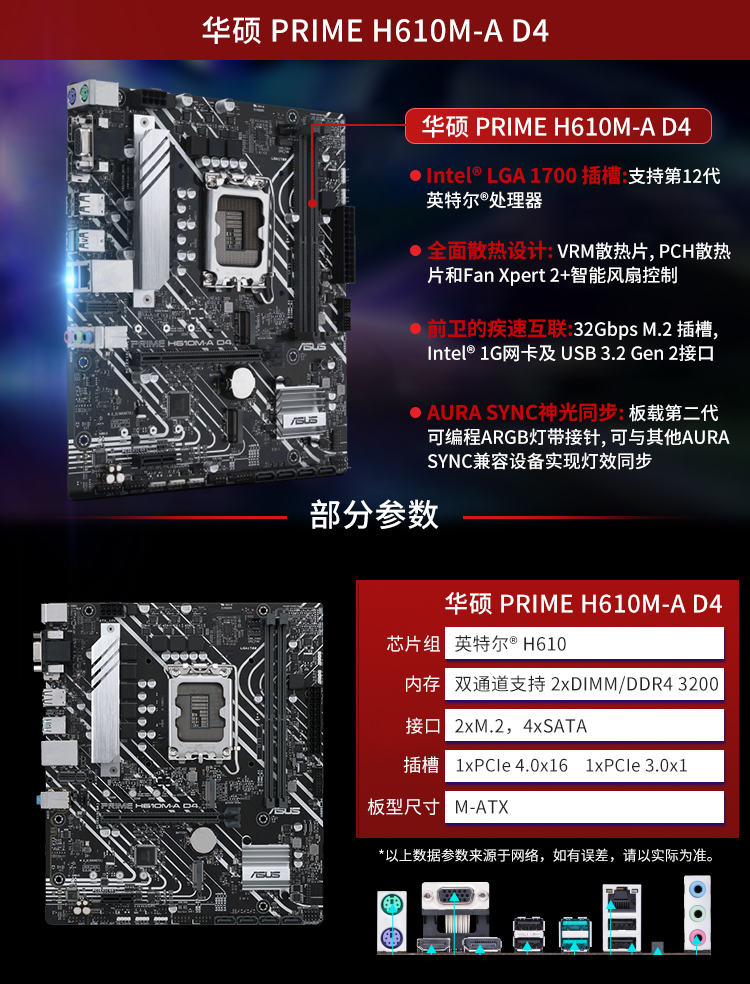 华硕 PRIME H610M-A D4
华硕 PRIME H610M-A D4
Intel® LGA 1700 插槽:支持第12代
英特尔®处理器
全面散热设计: VRM散热片, PCH散热
片和Fan Xpert 2+智能风扇控制
前卫的疾速互联:32Gbps M.2 插槽,
Intel® 1G网卡及 USB 3.2 Gen 2接口
AURA SYNC神光同步: 板载第二代
可编程ARGB灯带接针, 可与其他AURA
SYNC兼容设备实现灯效同步
PRIME H610M-A D4
ASUS
ASUS
部分参数
华硕 PRIME H610M-A D4
芯片组 英特尔® H610
内存 双通道支持 2xDIMM/DDR4 3200
接口 2xM.2，4xSATA
插槽 1xPCIe 4.0x16 1xPCIe 3.0x1
板型尺寸 M-ATX
*以上数据参数来源于网络，如有误差，请以实际为准。
PRIME H610M-A D4
ASUS
ASUS